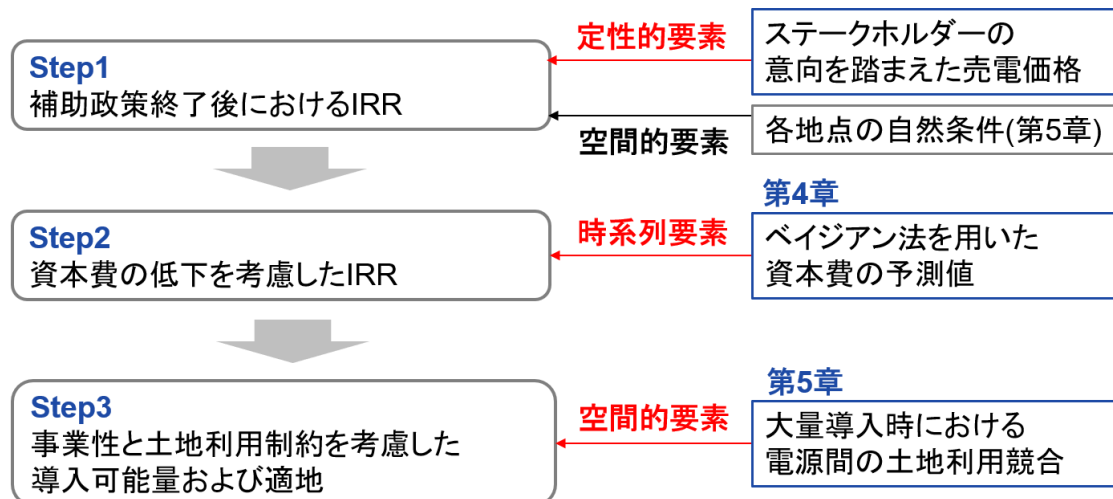 定性的要素
ステークホルダーの
意向を踏まえた売電価格
Step1
補助政策終了後におけるIRR
空間的要素
各地点の自然条件(第5章)
第4章
Step2
資本費の低下を考慮したIRR
時系列要素
ベイジアン法を用いた
資本費の予測値
第5章
Step3
事業性と土地利用制約を考慮した
導入可能量および適地
空間的要素
大量導入時における
電源間の土地利用競合